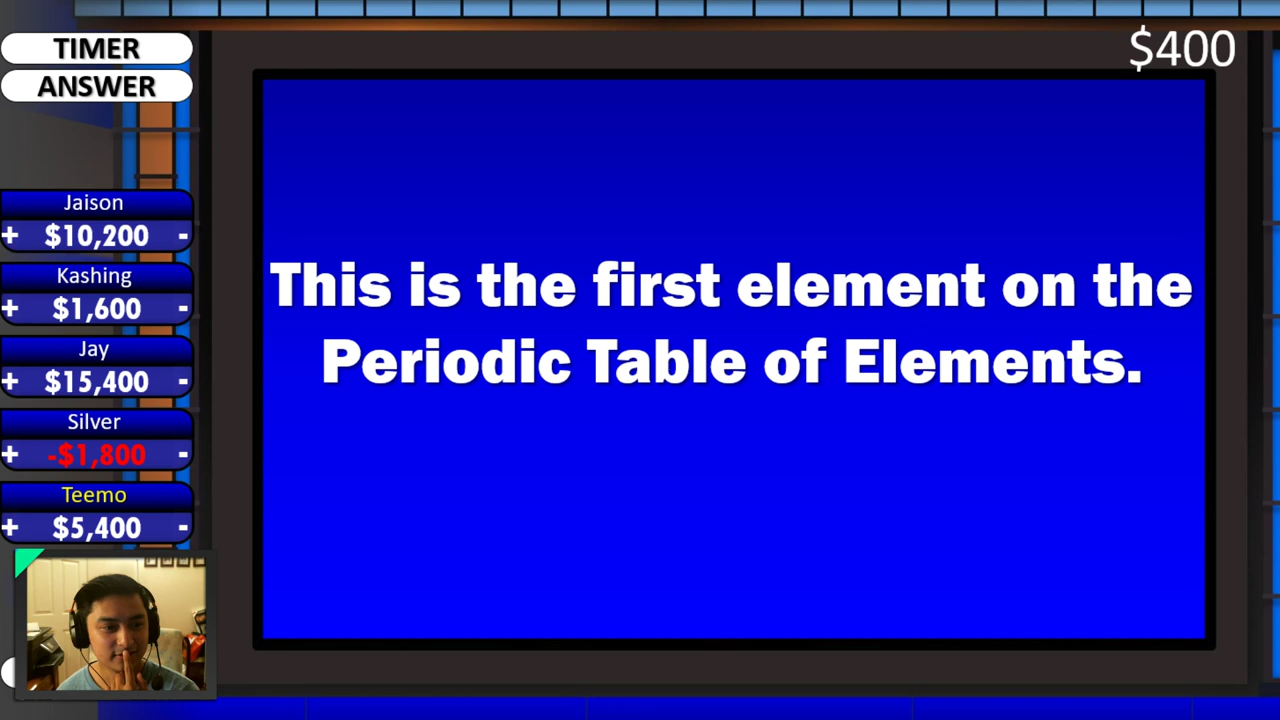 $400
TIMER
ANSWER
Jaison
+ $10,200 -
Kashing
+ $1,600 -
Jay
+ $15,400 -
Silver
+ -$1,800 -
Teemo
+ $5,400 -
This is the first element on the
Periodic Table of Elements.